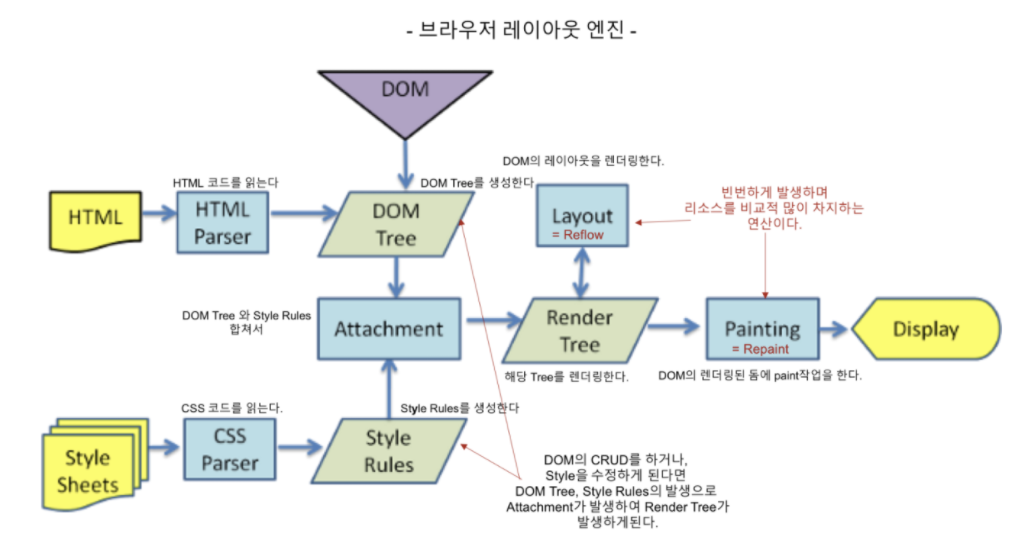 - 브라우저 레이아웃 엔진 -
DOM
DOM의 레이아웃을 렌더링한다.
HTML 코드를 읽는다
DOM Tree를 생성한다
HTML
HTML
Parser
DOM
Tree
Layout
= Reflow
빈번하게 발생하며
리소스를 비교적 많이 차지하는
연산이다.
DOM Tree 와 Style Rules
합쳐서
Attachment
Render
Tree
Painting
= Repaint
Display
해당 Tree를 렌더링한다.
DOM의 렌더링된 돔에 paint작업을 한다.
CSS 코드를 읽는다.
Style Rules를 생성한다
Style
Sheets
CSS
Parser
Style
Rules
DOM의 CRUD를 하거나,
Style을 수정하게 된다면
DOM Tree, Style Rules의 발생으로
Attachment가 발생하여 Render Tree가
발생하게된다.